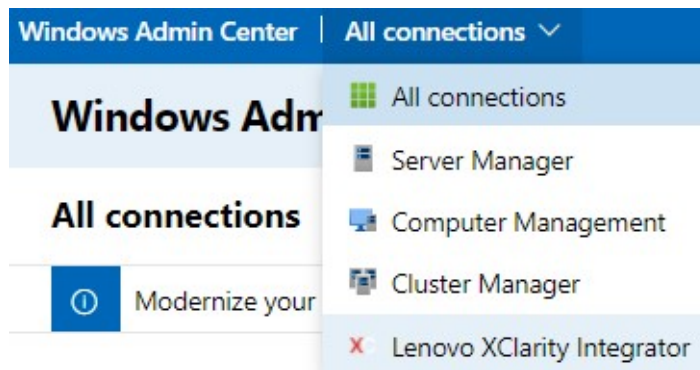 Windows Admin Center | All connections
All connections
Windows Adm
Server Manager
All connections
Computer Management
Cluster Manager
Modernize your
Lenovo XClarity Integrator